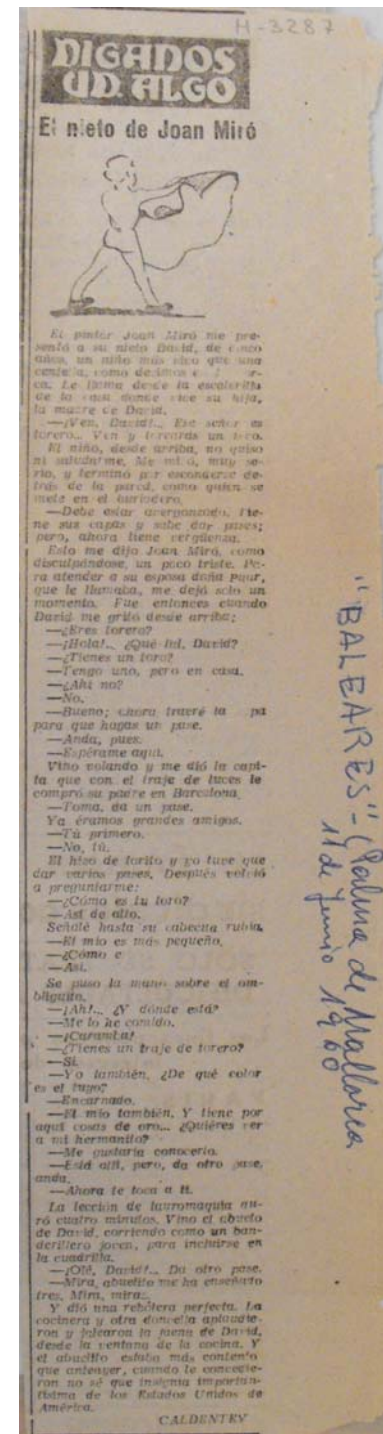 H-3287
DIGANOS
UN ALGO
El nieto de Joan Miró
El pintor Joan Miró me pre-
sentó a su nieto David, de cinco
años, un niño más vivo que una
centella, como decimos
ca. Le llama desde la escalerilla
de la casa donde vive su hija,
la madre de David.
—¡Ven, David!.. Ese señor es
torero... Ven y torearás un toro.
El niño, desde arriba, no quiso
ni saludarme. Me miró, muy se-
rio, y terminó por esconderse de-
trás de la pared, como quien se
mete en el burladero.
—Debe estar avergonzado. Tie-
ne sus capas y sabe dar pases;
pero, ahora tiene vergüenza.
Esto me dijo Joan Miró, como
disculpándose, un poco triste. Pa-
ra atender a su esposa doña Pilar,
que le llamaba, me dejó solo un
momento. Fue entonces cuando
David me gritó desde arriba:
—¿Eres torero?
—¡Hola!.. ¿Qué tal, David?
—¿Tienes un toro?
—Tengo uno, pero en casa.
—¿Ahí no?
—No.
—Bueno; ahora traeré la pa
para que hagas un pase.
—Anda, pues.
—Espérame aquí.
Vino volando y me dió la capi-
ta que con el traje de luces le
compró su padre en Barcelona.
—Toma, da un pase.
Ya éramos grandes amigos.
—Tú primero.
—No, tú.
El hizo de torito y yo tuve que
dar varios pases. Después volvió
a preguntarme:
—¿Cómo es tu toro?
—Así de alto.
Señalé hasta su cabecita rubia.
—El mío es más pequeño.
—¿Cómo e
—Así.
Se puso la mano sobre el om-
bliguito.
—¡Ah!.. ¿Y dónde está?
—Me lo he comido.
—¡Caramba!
—¿Tienes un traje de torero?
—Sí.
—Yo también. ¿De qué color
es el tuyo?
—Encarnado.
—El mío también. Y tiene por
aquí cosas de oro... ¿Quiéres ver
a mi hermanito?
—Me gustaría conocerlo.
—Está allí, pero, da otro pase,
anda.
—Ahora te toca a ti.
La lección de tauromaquia du-
ró cuatro minutos. Vino el abuelo
de David, corriendo como un ban-
derillero joven, para incluirse en
la cuadrilla.
—¡Olé, David!.. Da otro pase.
—Mira, abuelito me ha enseñado
tres. Mira, mira..
Y dió una rebólera perfecta. La
cocinera y otra doncella aplaudie-
ron y jalearon la faena de David,
desde la ventana de la cocina. Y
el abuelito estaba más contento
que anteayer, cuando le concedie-
ron no sé que insignia importan-
tísima de los Estados Unidos de
América.
CALDENTEY
"BALEARES"-(Palma de Mallorca
11 de Junio 1960